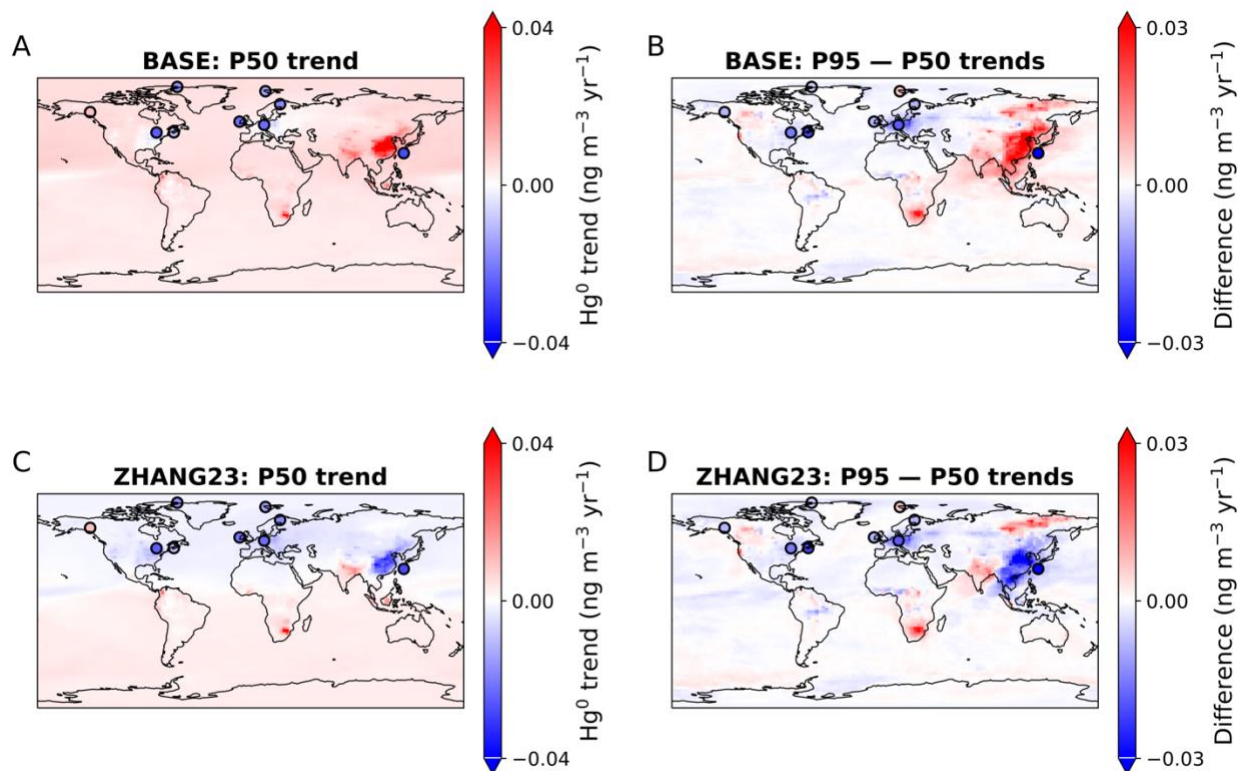 A
BASE: P50 trend
0.04
0.00
−0.04
Hg⁰ trend (ng m⁻³ yr⁻¹)
B
BASE: P95 — P50 trends
0.03
0.00
−0.03
Difference (ng m⁻³ yr⁻¹)
C
ZHANG23: P50 trend
0.04
0.00
−0.04
Hg⁰ trend (ng m⁻³ yr⁻¹)
D
ZHANG23: P95 — P50 trends
0.03
0.00
−0.03
Difference (ng m⁻³ yr⁻¹)